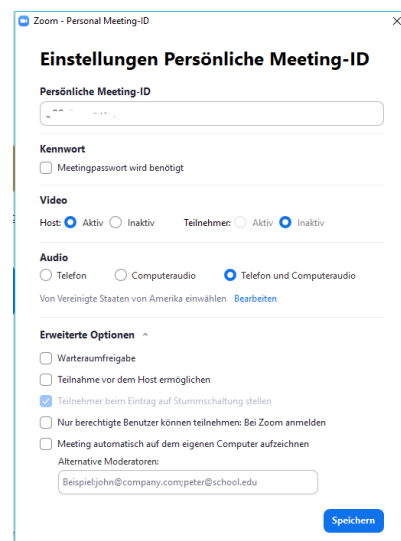 Zoom - Personal Meeting-ID
Einstellungen Persönliche Meeting-ID
Persönliche Meeting-ID
Kennwort
Meetingpasswort wird benötigt
Video
Host: Aktiv Inaktiv Teilnehmer: Aktiv Inaktiv
Audio
Telefon Computeraudio Telefon und Computeraudio
Von Vereinigte Staaten von Amerika einwählen Bearbeiten
Erweiterte Optionen
Warteraumfreigabe
Teilnahme vor dem Host ermöglichen
Teilnehmer beim Eintrag auf Stummschaltung stellen
Nur berechtigte Benutzer können teilnehmen: Bei Zoom anmelden
Meeting automatisch auf dem eigenen Computer aufzeichnen
Alternative Moderatoren:
Beispiel:john@company.com;peter@school.edu
Speichern